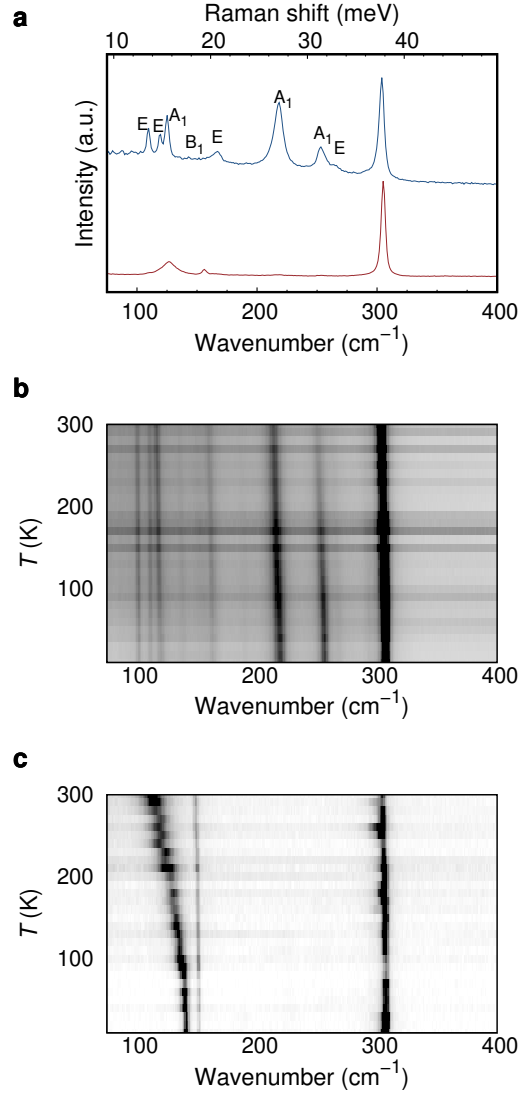 a
Raman shift (meV)
10 20 30 40
E E A₁ B₁ E A₁ A₁ E
Intensity (a.u.)
100 200 300 400
Wavenumber (cm⁻¹)
b
300
200
100
T (K)
100 200 300 400
Wavenumber (cm⁻¹)
c
300
200
100
T (K)
100 200 300 400
Wavenumber (cm⁻¹)